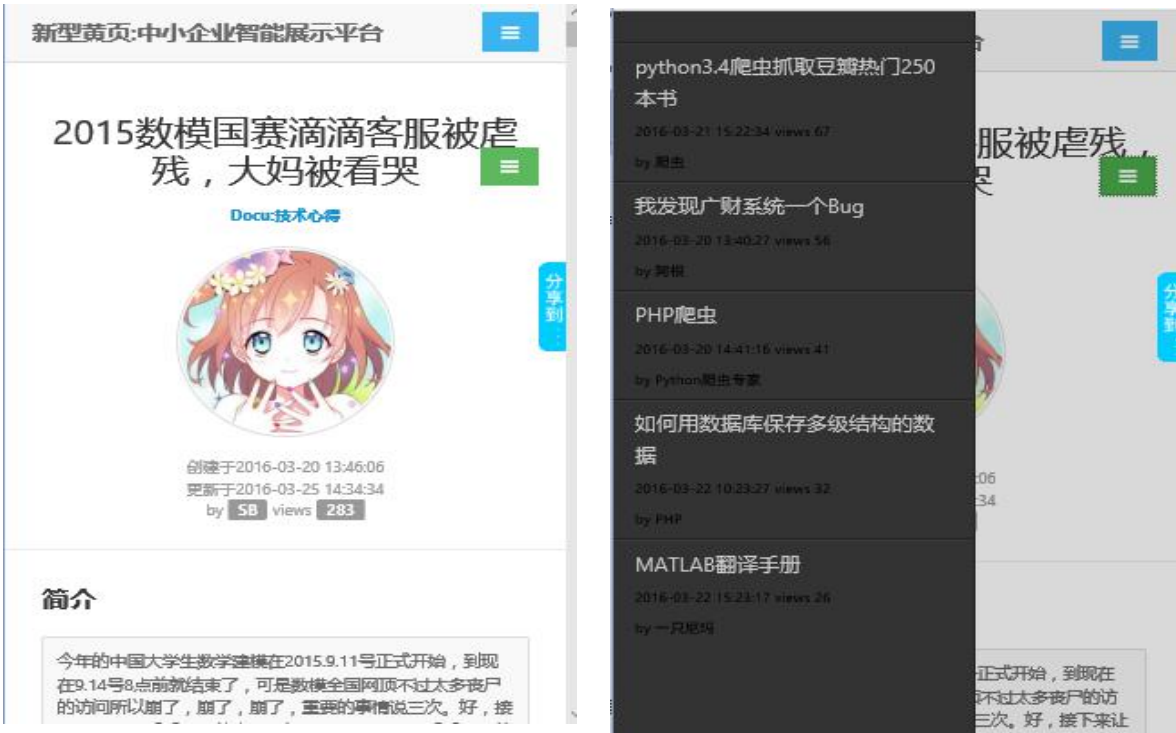 新型黄页:中小企业智能展示平台
2015数模国赛滴滴客服被虐
残，大妈被看哭
Docu:技术心得
分享到：
创建于2016-03-20 13:46:06
更新于2016-03-25 14:34:34
by SB views 283
简介
今年的中国大学生数学建模在2015.9.11号正式开始，到现
在9.14号8点前就结束了，可是数模全国网顶不过太多丧尸
的访问所以崩了，崩了，崩了，重要的事情说三次。好，接
台
python3.4爬虫抓取豆瓣热门250
本书
2016-03-21 15:22:34 views 67
by 爬虫
我发现广财系统一个Bug
2016-03-20 13:40:27 views 56
by 阿根
PHP爬虫
2016-03-20 14:41:16 views 41
by Python爬虫专家
如何用数据库保存多级结构的数
据
2016-03-22 10:23:27 views 32
by PHP
MATLAB翻译手册
2016-03-22 15:23:17 views 26
by 一只尼玛
服被虐残，
哭
分享到：
:06
:34
正式开始，到现在
不过太多丧尸的访
三次。好，接下来让